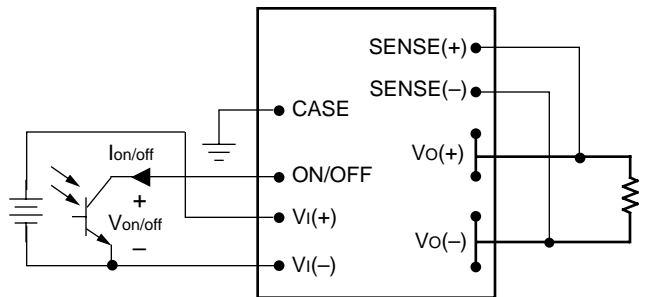 SENSE(+)
SENSE(–)
CASE
VO(+)
Ion/off
ON/OFF
+
Von/off
VI(+)
–
VO(–)
VI(–)